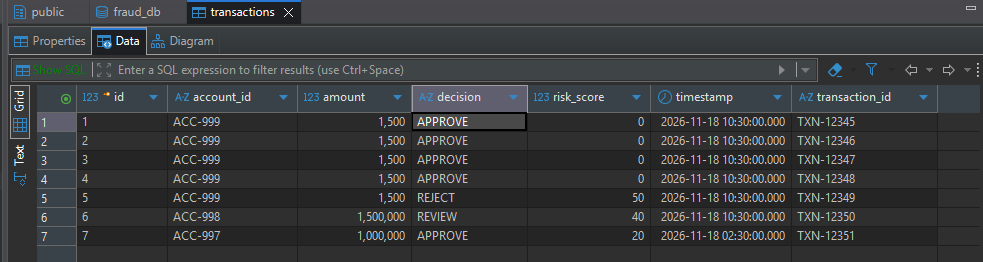 public fraud_db transactions
Properties Data Diagram
Show SQL Enter a SQL expression to filter results (use Ctrl+Space)
Grid
Text
123 id A-Z account_id 123 amount A-Z decision 123 risk_score timestamp A-Z transaction_id
1 1 ACC-999 1,500 APPROVE 0 2026-11-18 10:30:00.000 TXN-12345
2 2 ACC-999 1,500 APPROVE 0 2026-11-18 10:30:00.000 TXN-12346
3 3 ACC-999 1,500 APPROVE 0 2026-11-18 10:30:00.000 TXN-12347
4 4 ACC-999 1,500 APPROVE 0 2026-11-18 10:30:00.000 TXN-12348
5 5 ACC-999 1,500 REJECT 50 2026-11-18 10:30:00.000 TXN-12349
6 6 ACC-998 1,500,000 REVIEW 40 2026-11-18 10:30:00.000 TXN-12350
7 7 ACC-997 1,000,000 APPROVE 20 2026-11-18 02:30:00.000 TXN-12351